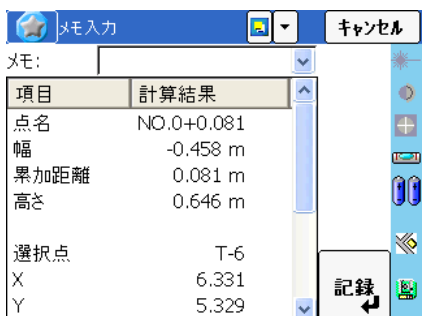 メモ入力
キャンセル
メモ:
項目 計算結果
点名 NO.0+0.081
幅 -0.458 m
累加距離 0.081 m
高さ 0.646 m
選択点 T-6
X 6.331
Y 5.329
記録